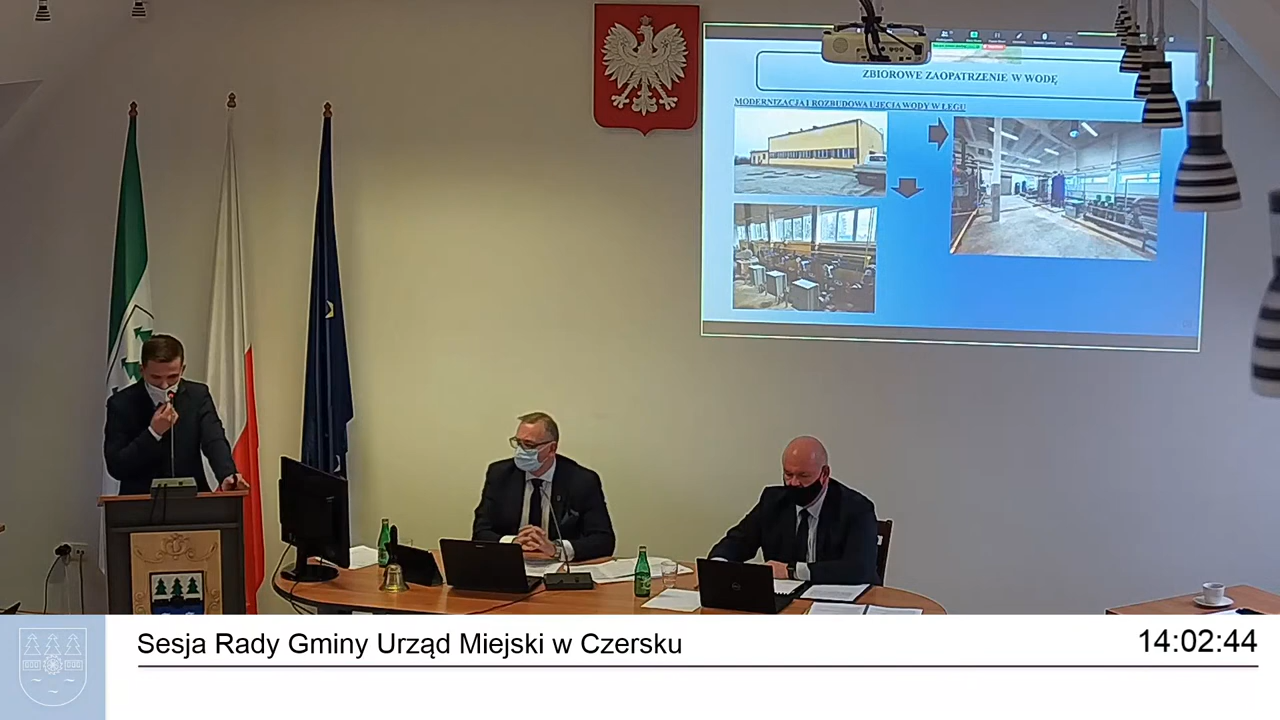 ZBIOROWE ZAOPATRZENIE W WODĘ
MODERNIZACJA I ROZBUDOWA UJĘCIA WODY W ŁĘGU
Sesja Rady Gminy Urząd Miejski w Czersku
14:02:44